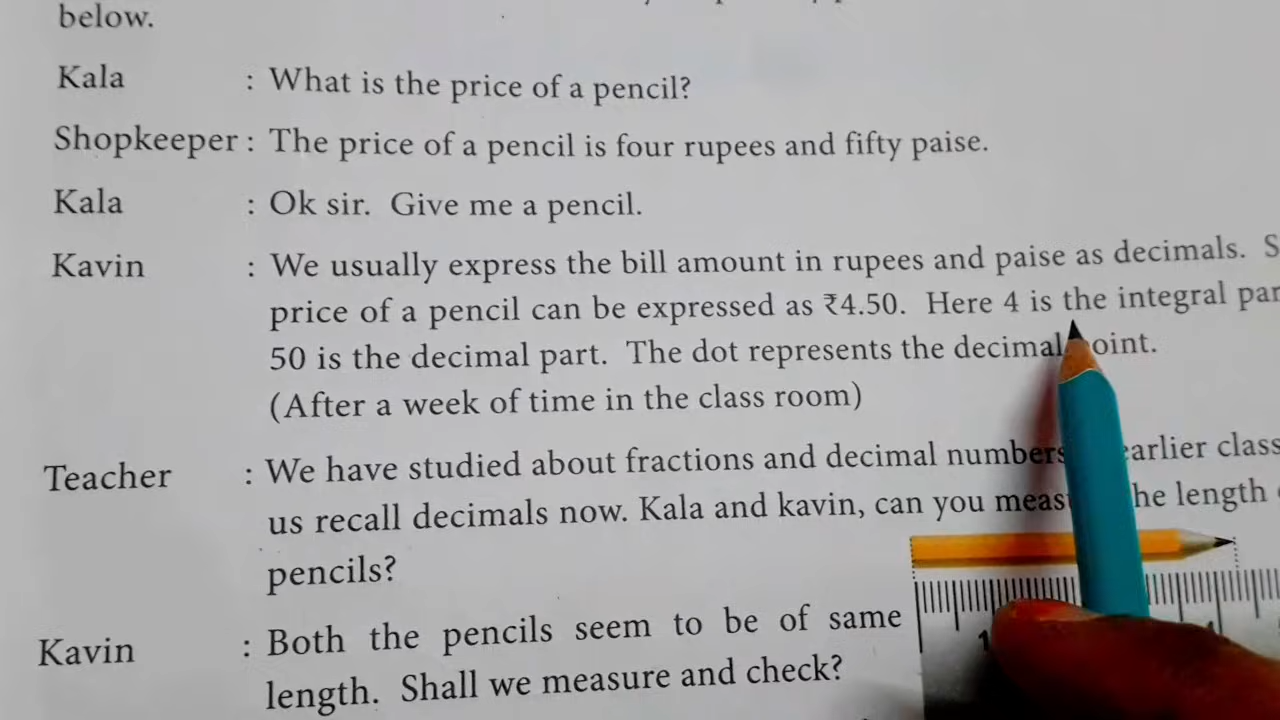 below.
Kala : What is the price of a pencil?
Shopkeeper : The price of a pencil is four rupees and fifty paise.
Kala : Ok sir. Give me a pencil.
Kavin : We usually express the bill amount in rupees and paise as decimals.
price of a pencil can be expressed as ₹4.50. Here 4 is the integral
50 is the decimal part. The dot represents the decimal
(After a week of time in the class room)
Teacher : We have studied about fractions and decimal numbers
us recall decimals now. Kala and kavin, can you length
pencils?
Kavin : Both the pencils seem to be of same
length. Shall we measure and check?
1